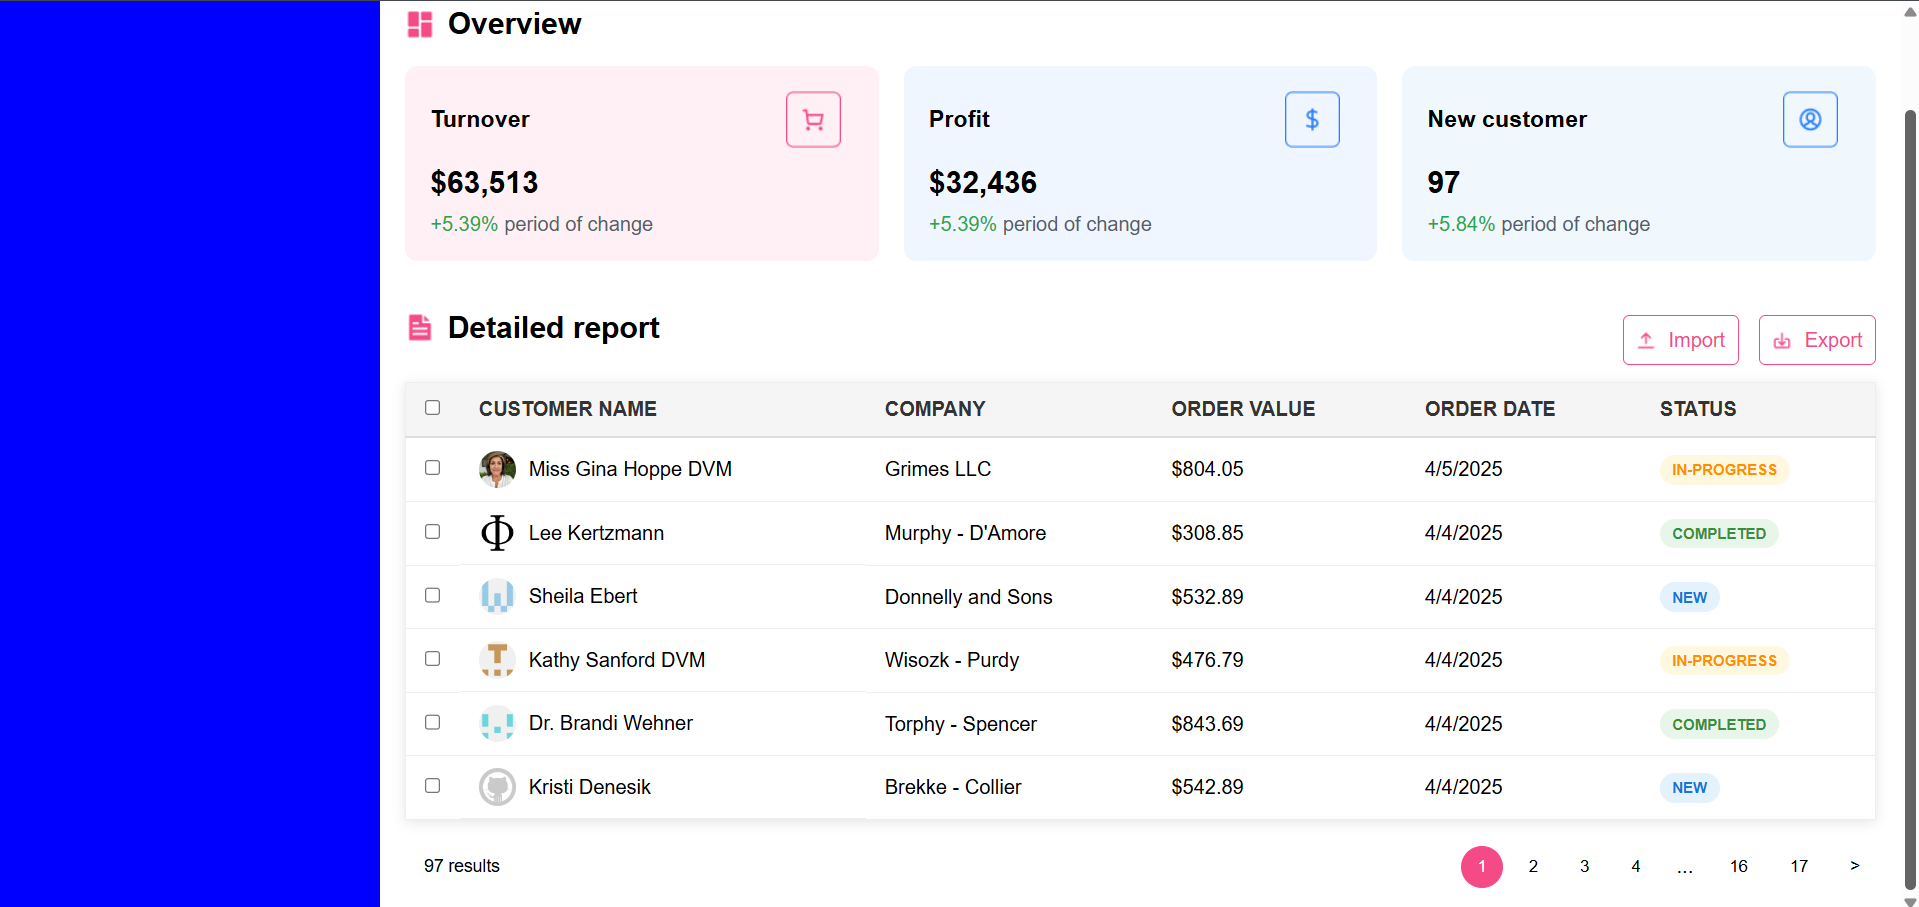 Overview
Turnover
$63,513
+5.39% period of change
Profit
$32,436
+5.39% period of change
New customer
97
+5.84% period of change
Detailed report
Import
Export
CUSTOMER NAME COMPANY ORDER VALUE ORDER DATE STATUS
Miss Gina Hoppe DVM Grimes LLC $804.05 4/5/2025 IN-PROGRESS
Lee Kertzmann Murphy - D'Amore $308.85 4/4/2025 COMPLETED
Sheila Ebert Donnelly and Sons $532.89 4/4/2025 NEW
Kathy Sanford DVM Wisozk - Purdy $476.79 4/4/2025 IN-PROGRESS
Dr. Brandi Wehner Torphy - Spencer $843.69 4/4/2025 COMPLETED
Kristi Denesik Brekke - Collier $542.89 4/4/2025 NEW
97 results
1 2 3 4 ... 16 17 >